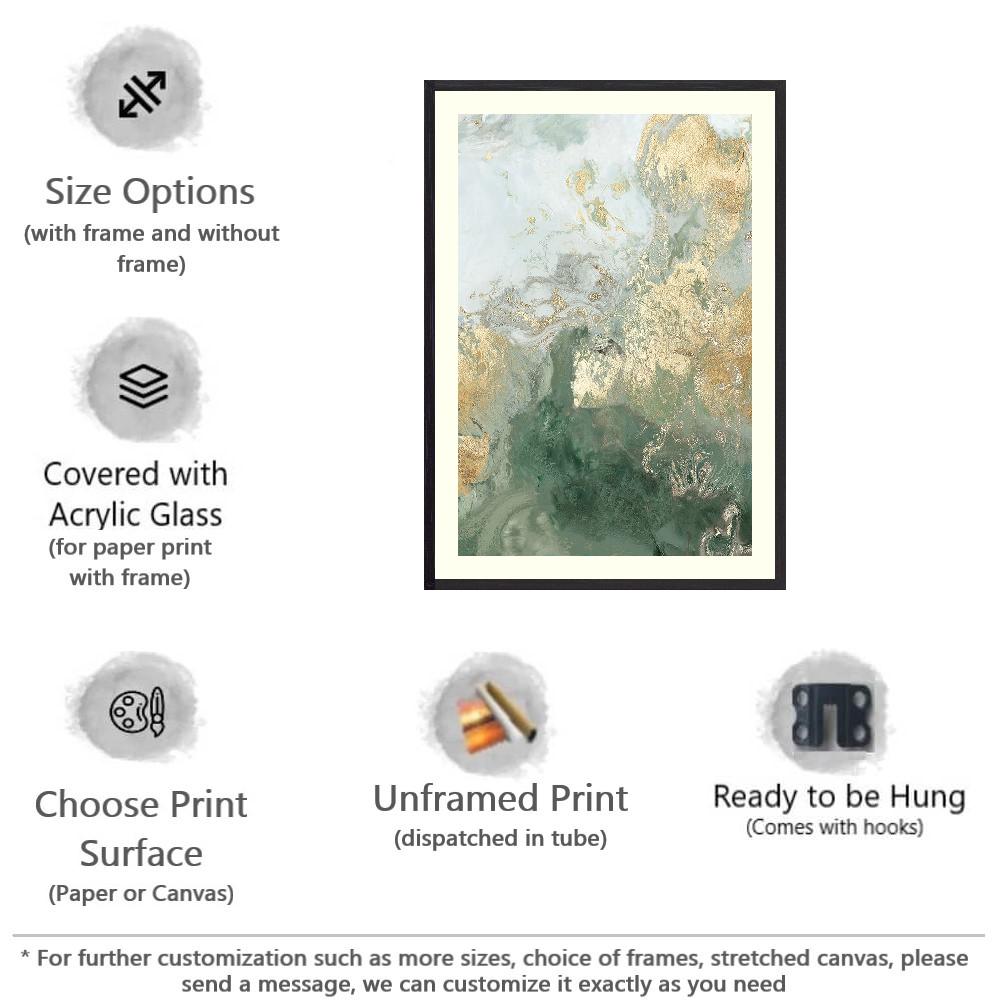 Size Options
(with frame and without
frame)
Covered with
Acrylic Glass
(for paper print
with frame)
Choose Print
Surface
(Paper or Canvas)
Unframed Print
(dispatched in tube)
Ready to be Hung
(Comes with hooks)
* For further customization such as more sizes, choice of frames, stretched canvas, please
send a message, we can customize it exactly as you need